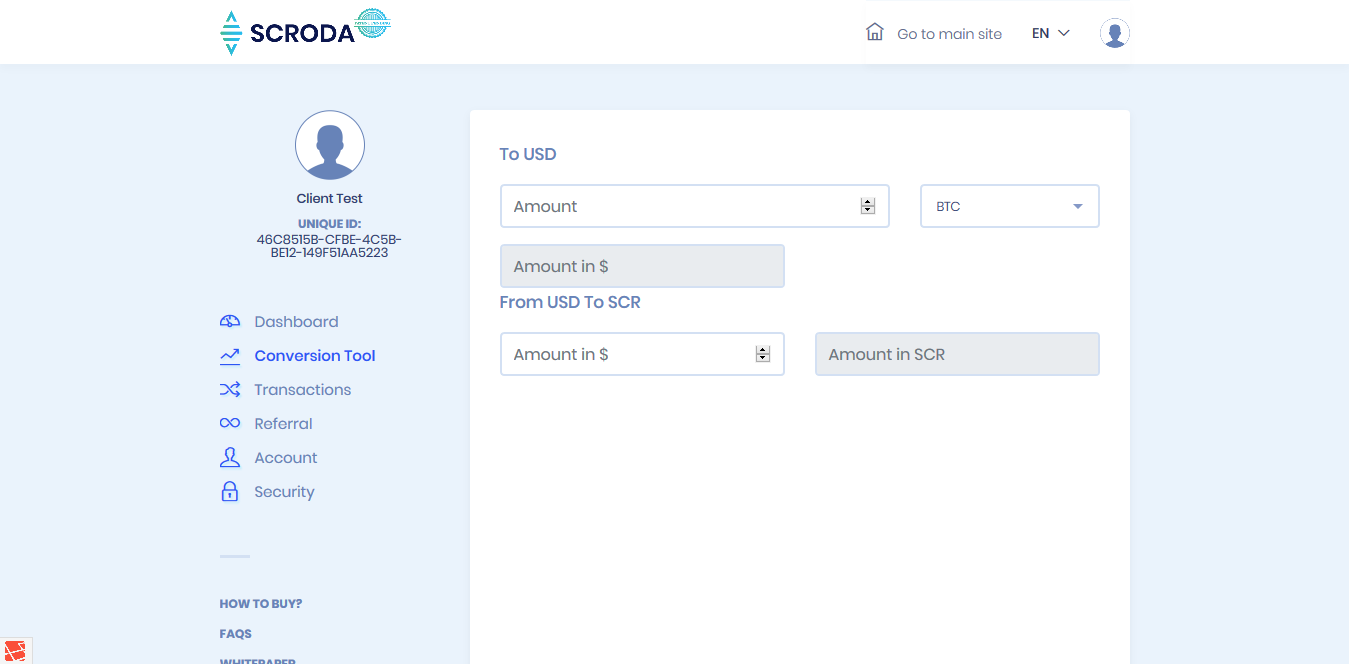 SCRODA
Go to main site
EN
Client Test
UNIQUE ID:
46C8515B-CFBE-4C5B-
BE12-149F51AA5223
Dashboard
Conversion Tool
Transactions
Referral
Account
Security
HOW TO BUY?
FAQS
WHITEPAPER
To USD
Amount
BTC
Amount in $
From USD To SCR
Amount in $
Amount in SCR